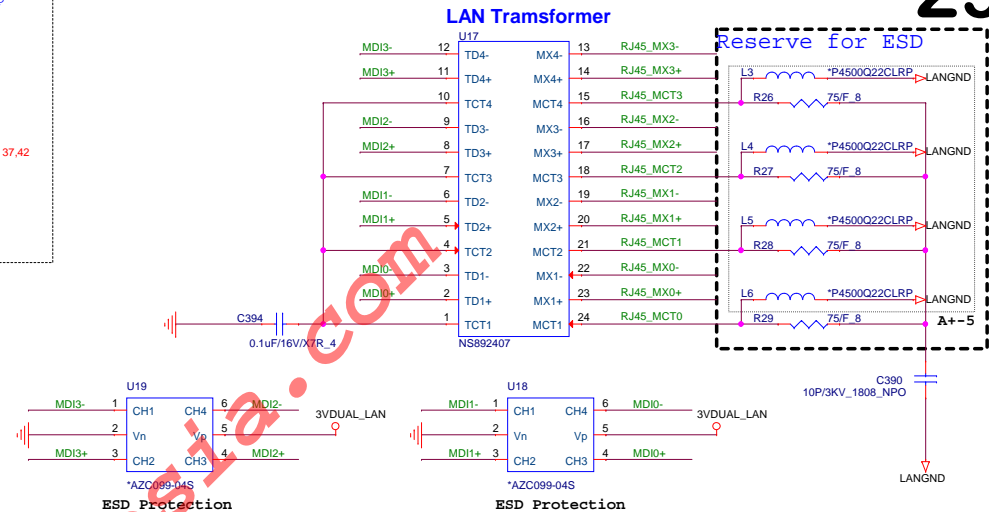 LAN Tramsformer
U17
Reserve for ESD
MDI3- 12 TD4- MX4- 13 RJ45_MX3-
MDI3+ 11 TD4+ MX4+ 14 RJ45_MX3+
L3 *P4500Q22CLRP LANGND
10 TCT4 MCT4 15 RJ45_MCT3 R26 75/F_8
MDI2- 9 TD3- MX3- 16 RJ45_MX2-
MDI2+ 8 TD3+ MX3+ 17 RJ45_MX2+
37,42
L4 *P4500Q22CLRP LANGND
7 TCT3 MCT3 18 RJ45_MCT2 R27 75/F_8
MDI1- 6 TD2- MX2- 19 RJ45_MX1-
MDI1+ 5 TD2+ MX2+ 20 RJ45_MX1+
L5 *P4500Q22CLRP LANGND
4 TCT2 MCT2 21 RJ45_MCT1 R28 75/F_8
MDI0- 3 TD1- MX1- 22 RJ45_MX0-
MDI0+ 2 TD1+ MX1+ 23 RJ45_MX0+
L6 *P4500Q22CLRP LANGND
1 TCT1 MCT1 24 RJ45_MCT0 R29 75/F_8
A+-5
C394
0.1uF/16V/X7R_4
NS892407
C390
10P/3KV_1808_NPO
LANGND
U19
MDI3- 1 CH1 CH4 6 MDI2-
2 Vn Vp 5 3VDUAL_LAN
MDI3+ 3 CH2 CH3 4 MDI2+
*AZC099-04S
ESD Protection
U18
MDI1- 1 CH1 CH4 6 MDI0-
2 Vn Vp 5 3VDUAL_LAN
MDI1+ 3 CH2 CH3 4 MDI0+
*AZC099-04S
ESD Protection
sia.com